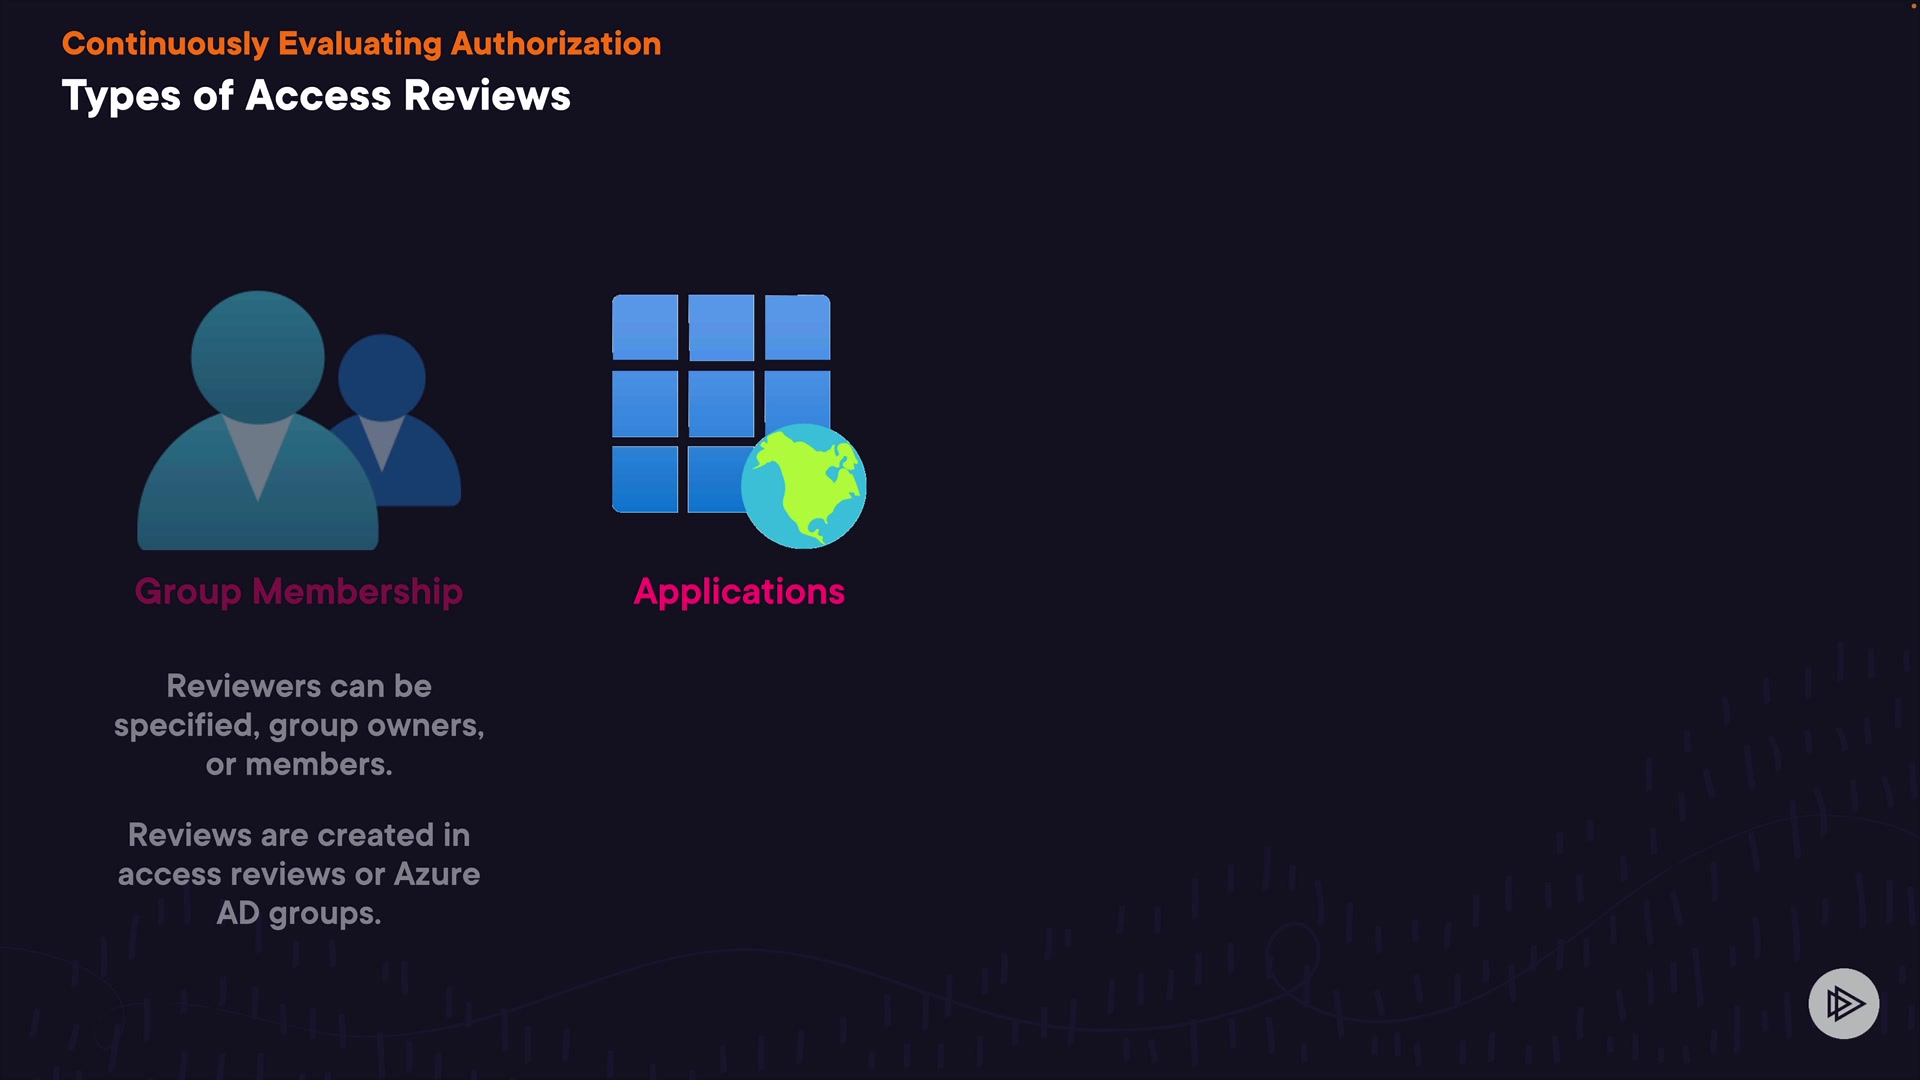 Continuously Evaluating Authorization
Types of Access Reviews
Group Membership
Reviewers can be
specified, group owners,
or members.
Reviews are created in
access reviews or Azure
AD groups.
Applications